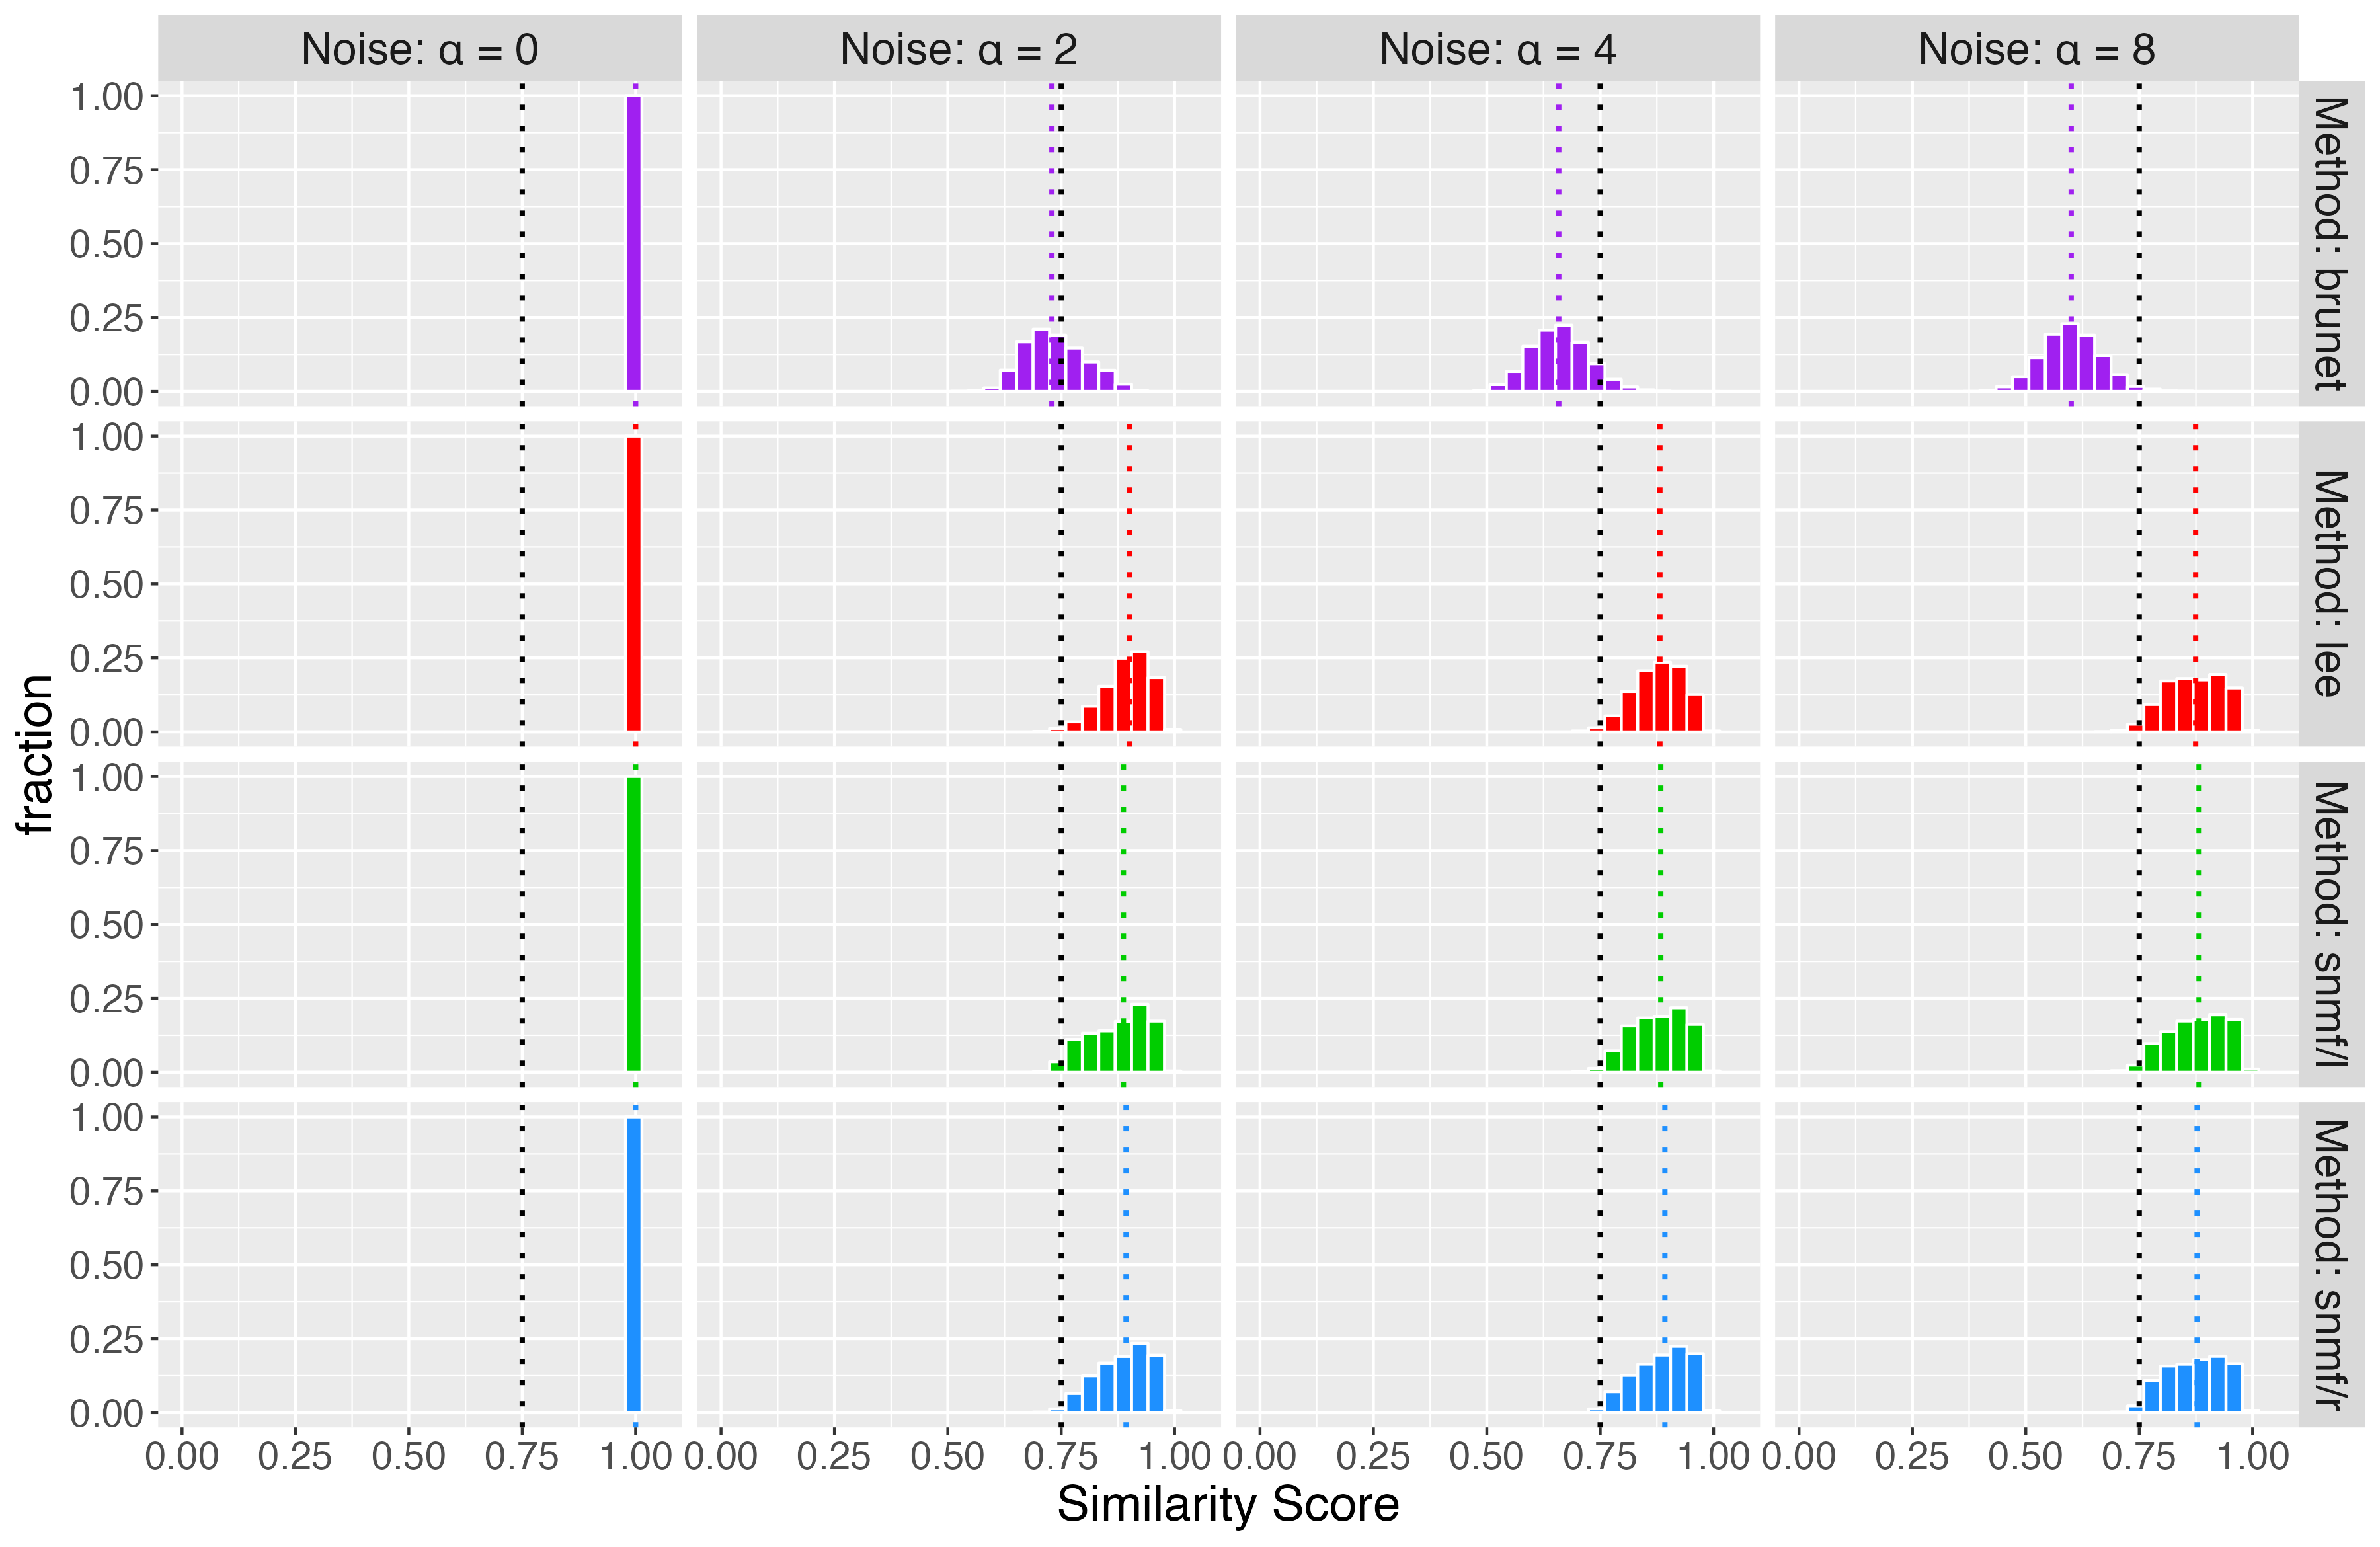 Noise: α = 0
Noise: α = 2
Noise: α = 4
Noise: α = 8
fraction
1.00
0.75
0.50
0.25
0.00
Method: brunet
1.00
0.75
0.50
0.25
0.00
Method: lee
1.00
0.75
0.50
0.25
0.00
Method: snmf/l
1.00
0.75
0.50
0.25
0.00
Method: snmf/r
0.00 0.25 0.50 0.75 1.00 0.00 0.25 0.50 0.75 1.00 0.00 0.25 0.50 0.75 1.00 0.00 0.25 0.50 0.75 1.00
Similarity Score